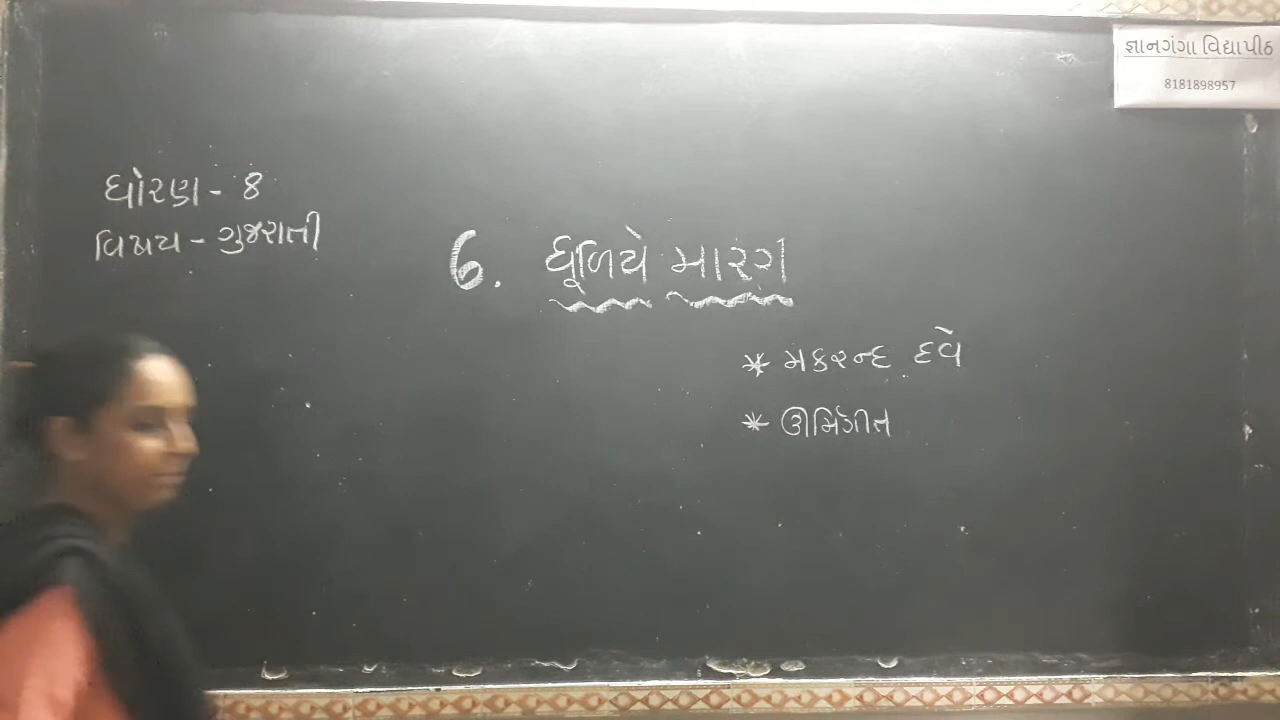 જ્ઞાનગંગા વિદ્યાપીઠ
8181898957
ધોરણ - 8
વિષય - ગુજરાતી
6. ધૂળિયે મારગ
* મકરન્દ દવે
* ઊર્મિગીત